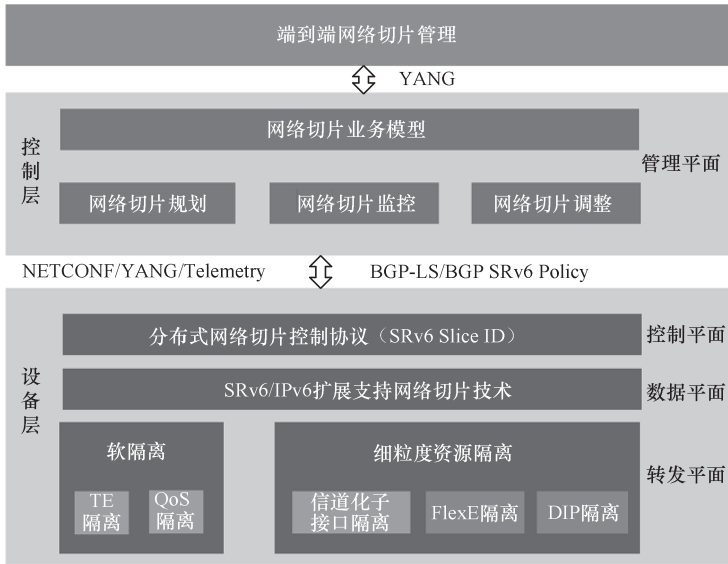 端到端网络切片管理
YANG
控制层
网络切片业务模型
管理平面
网络切片规划
网络切片监控
网络切片调整
NETCONF/YANG/Telemetry
BGP-LS/BGP SRv6 Policy
设备层
分布式网络切片控制协议（SRv6 Slice ID）
控制平面
SRv6/IPv6扩展支持网络切片技术
数据平面
软隔离
TE
隔离
QoS
隔离
细粒度资源隔离
信道化子
接口隔离
FlexE隔离
DIP隔离
转发平面